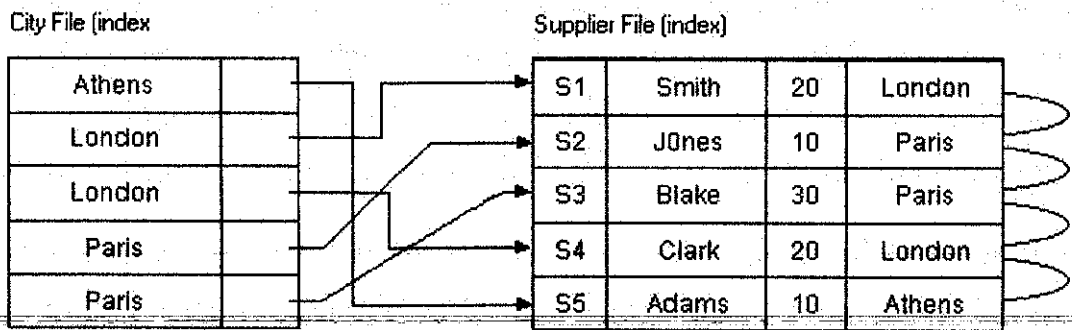 City File (index
Supplier File (index)
Athens
London
London
Paris
Paris
S1 Smith 20 London
S2 J0nes 10 Paris
S3 Blake 30 Paris
S4 Clark 20 London
S5 Adams 10 Athens